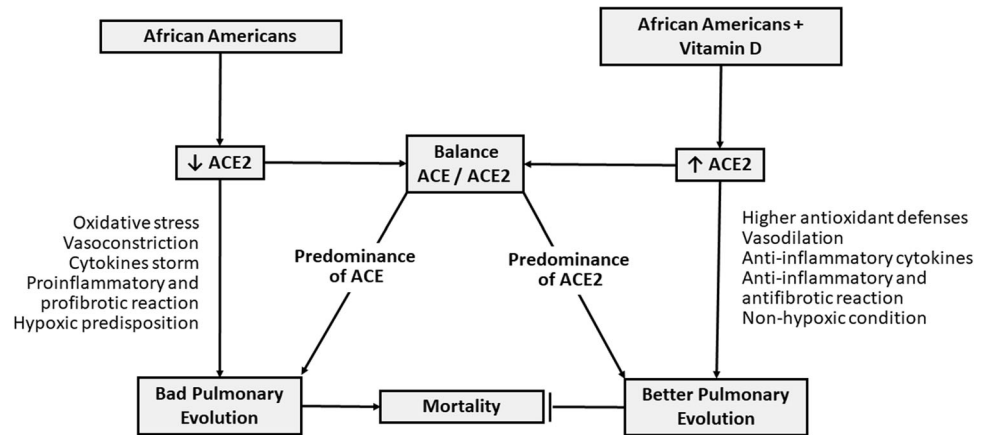 African Americans
African Americans +
Vitamin D
↓ ACE2
Balance
ACE / ACE2
↑ ACE2
Oxidative stress
Vasoconstriction
Cytokines storm
Proinflammatory and
profibrotic reaction
Hypoxic predisposition
Predominance
of ACE
Predominance
of ACE2
Higher antioxidant defenses
Vasodilation
Anti-inflammatory cytokines
Anti-inflammatory and
antifibrotic reaction
Non-hypoxic condition
Bad Pulmonary
Evolution
Mortality
Better Pulmonary
Evolution